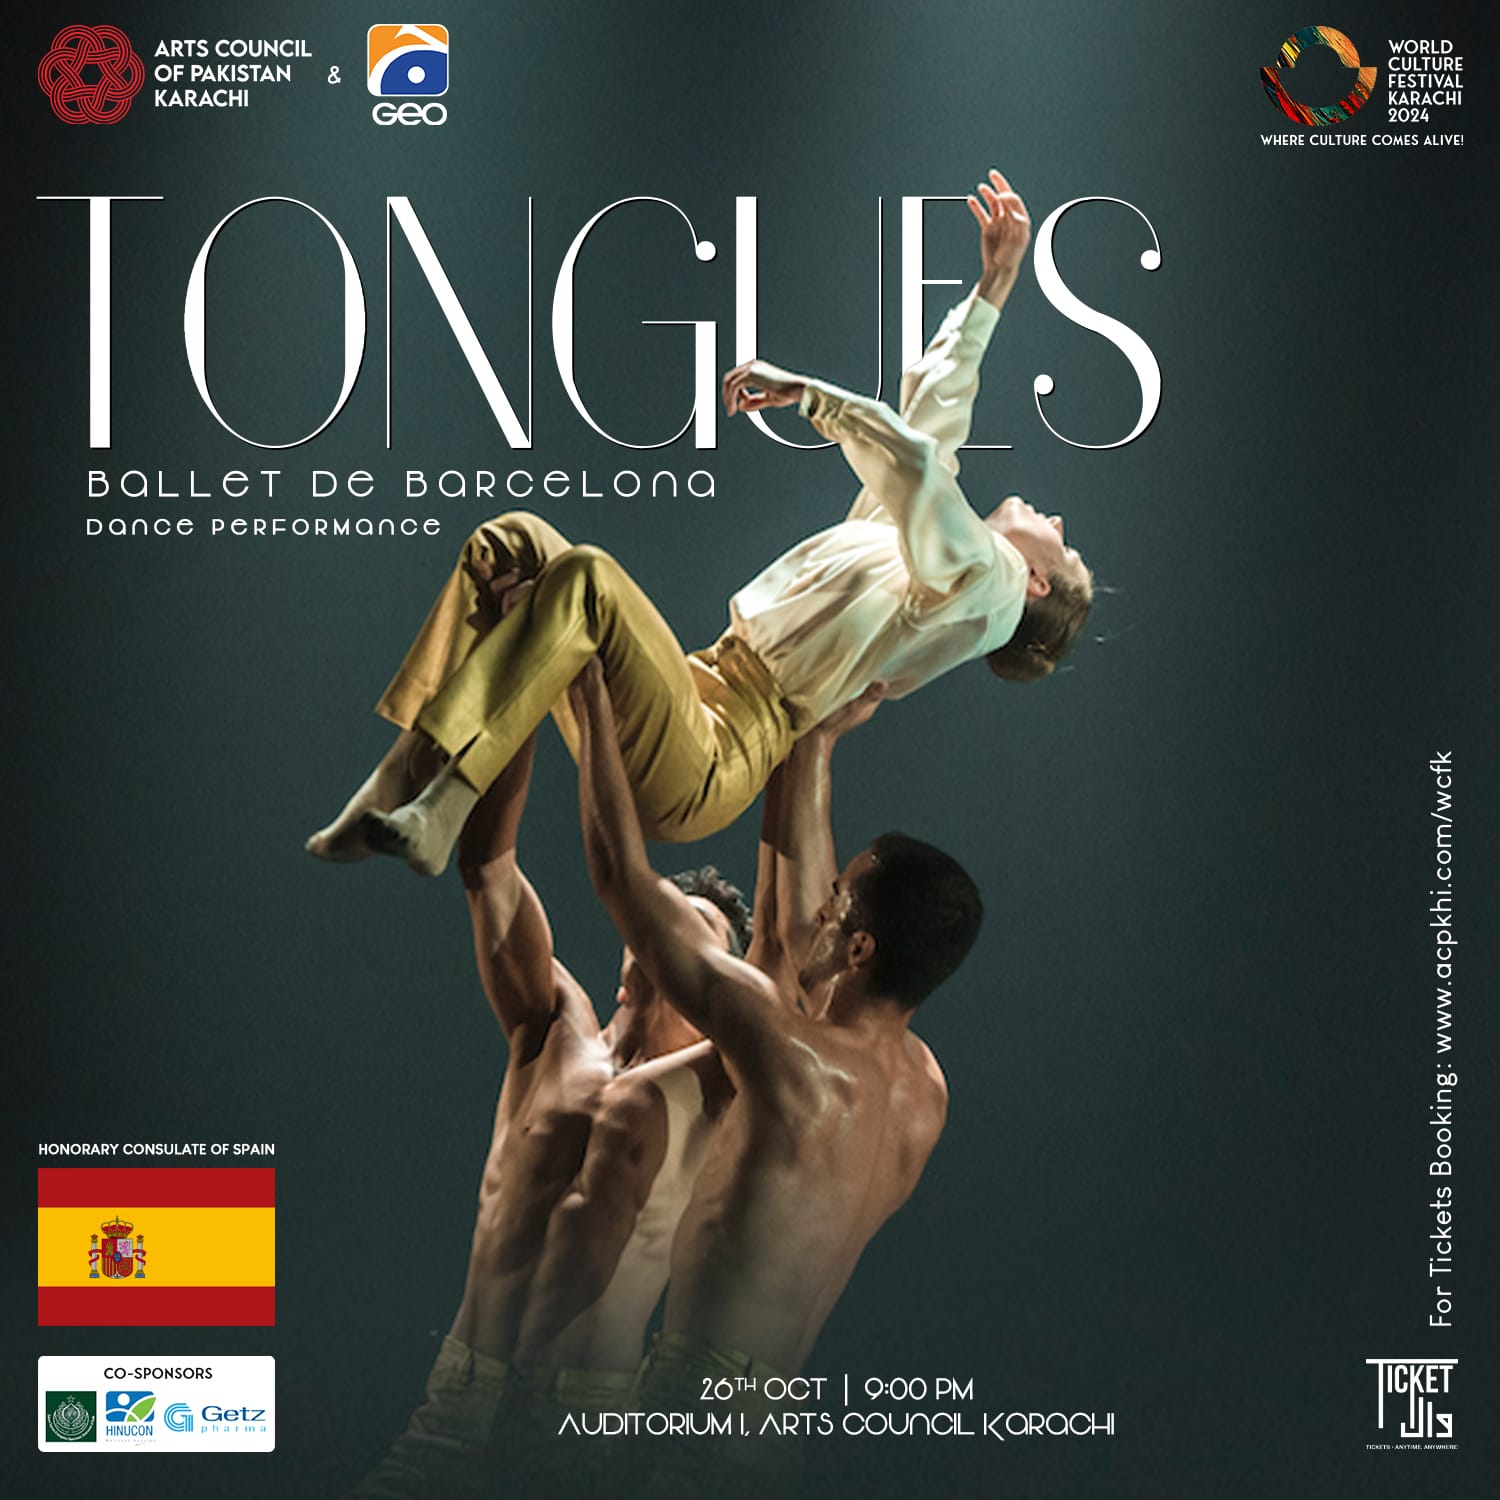 ARTS COUNCIL
OF PAKISTAN
KARACHI
&
GEO
WORLD
CULTURE
FESTIVAL
KARACHI
2024
WHERE CULTURE COMES ALIVE!
TONGUES
BALLET DE BARCELONA
DANCE PERFORMANCE
For Tickets Booking: www.acpkhi.com/wcfk
HONORARY CONSULATE OF SPAIN
CO-SPONSORS
HINUCON
Getz
pharma
26TH OCT | 9:00 PM
AUDITORIUM I, ARTS COUNCIL KARACHI
TICKET
والا
TICKETS - ANYTIME. ANYWHERE!